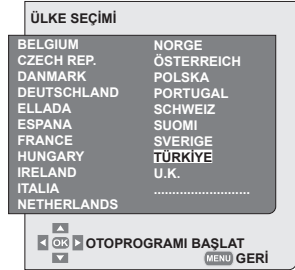 ÜLKE SEÇİMİ
BELGIUM
CZECH REP.
DANMARK
DEUTSCHLAND
ELLADA
ESPANA
FRANCE
HUNGARY
IRELAND
ITALIA
NETHERLANDS
NORGE
ÖSTERREICH
POLSKA
PORTUGAL
SCHWEIZ
SUOMI
SVERIGE
TÜRKİYE
U.K.
..........................
OK OTOPROGRAMI BAŞLAT
MENU GERİ